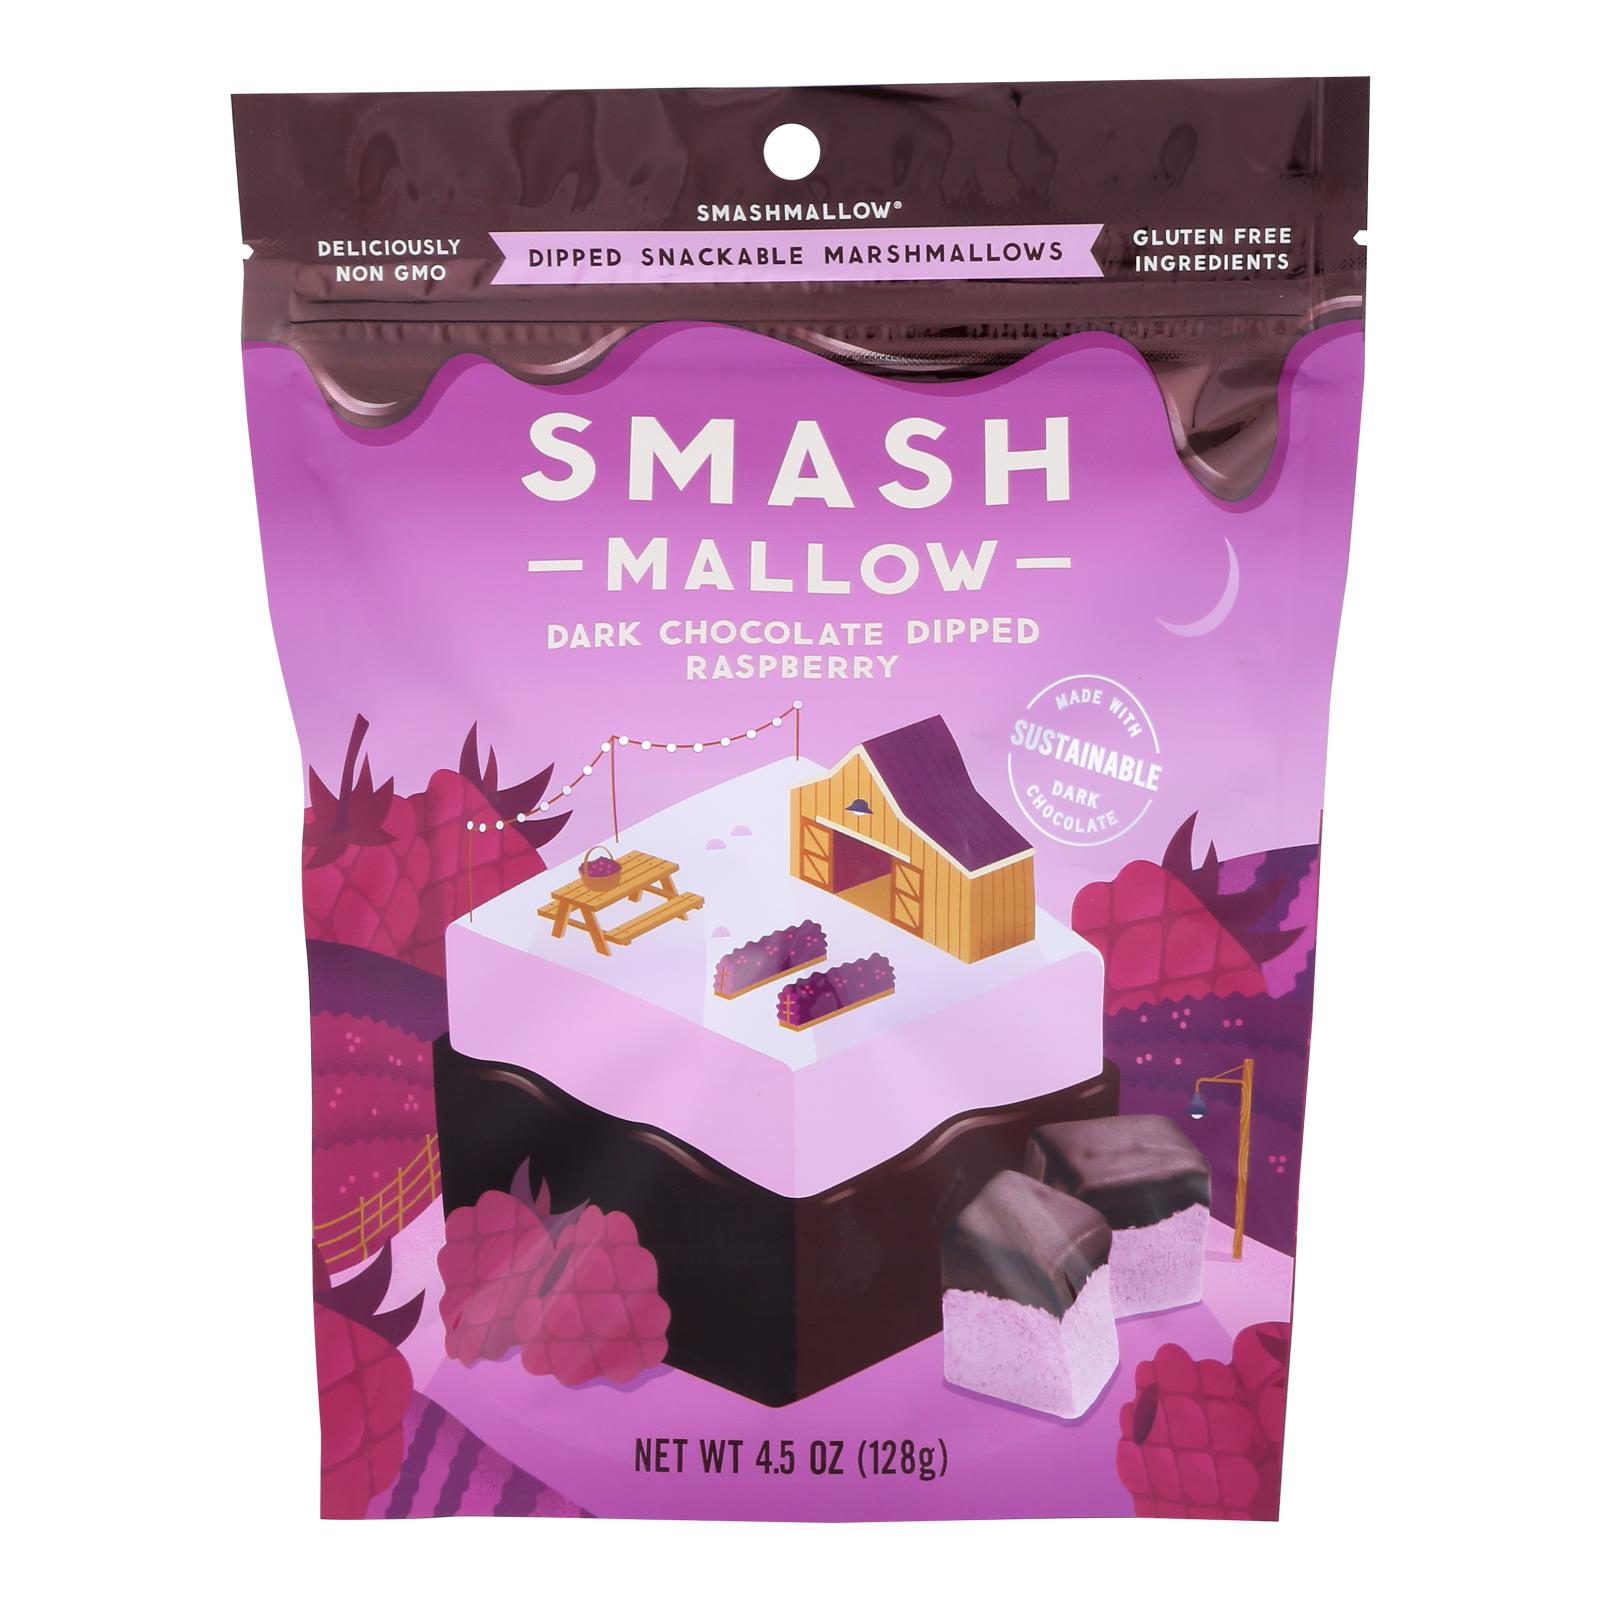 SMASHMALLOW®
DELICIOUSLY
NON GMO
DIPPED SNACKABLE MARSHMALLOWS
GLUTEN FREE
INGREDIENTS
SMASH
—MALLOW—
DARK CHOCOLATE DIPPED
RASPBERRY
MADE WITH
SUSTAINABLE
DARK
CHOCOLATE
NET WT 4.5 OZ (128g)